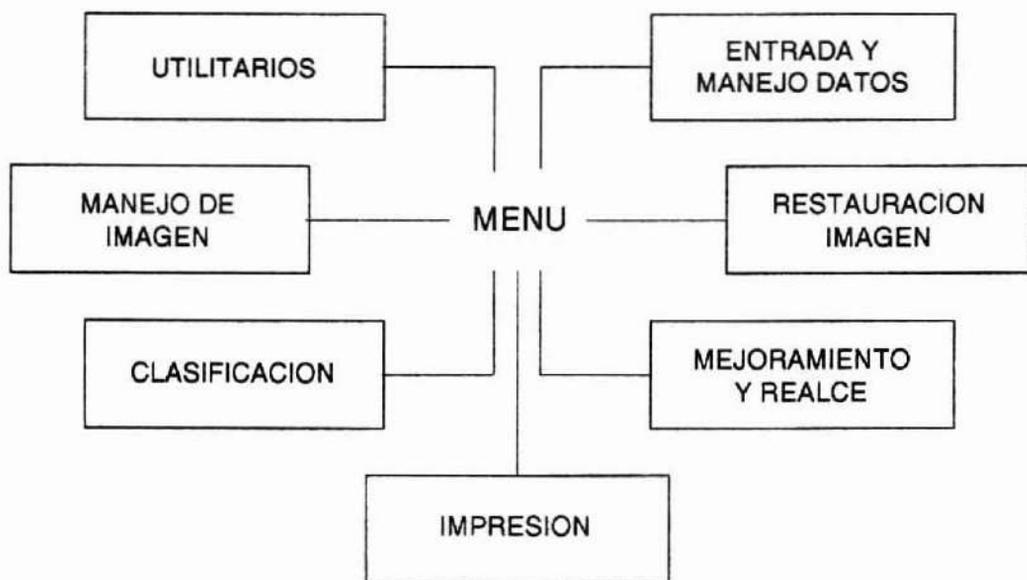 UTILITARIOS
ENTRADA Y
MANEJO DATOS
MANEJO DE
IMAGEN
MENU
RESTAURACION
IMAGEN
CLASIFICACION
MEJORAMIENTO
Y REALCE
IMPRESION